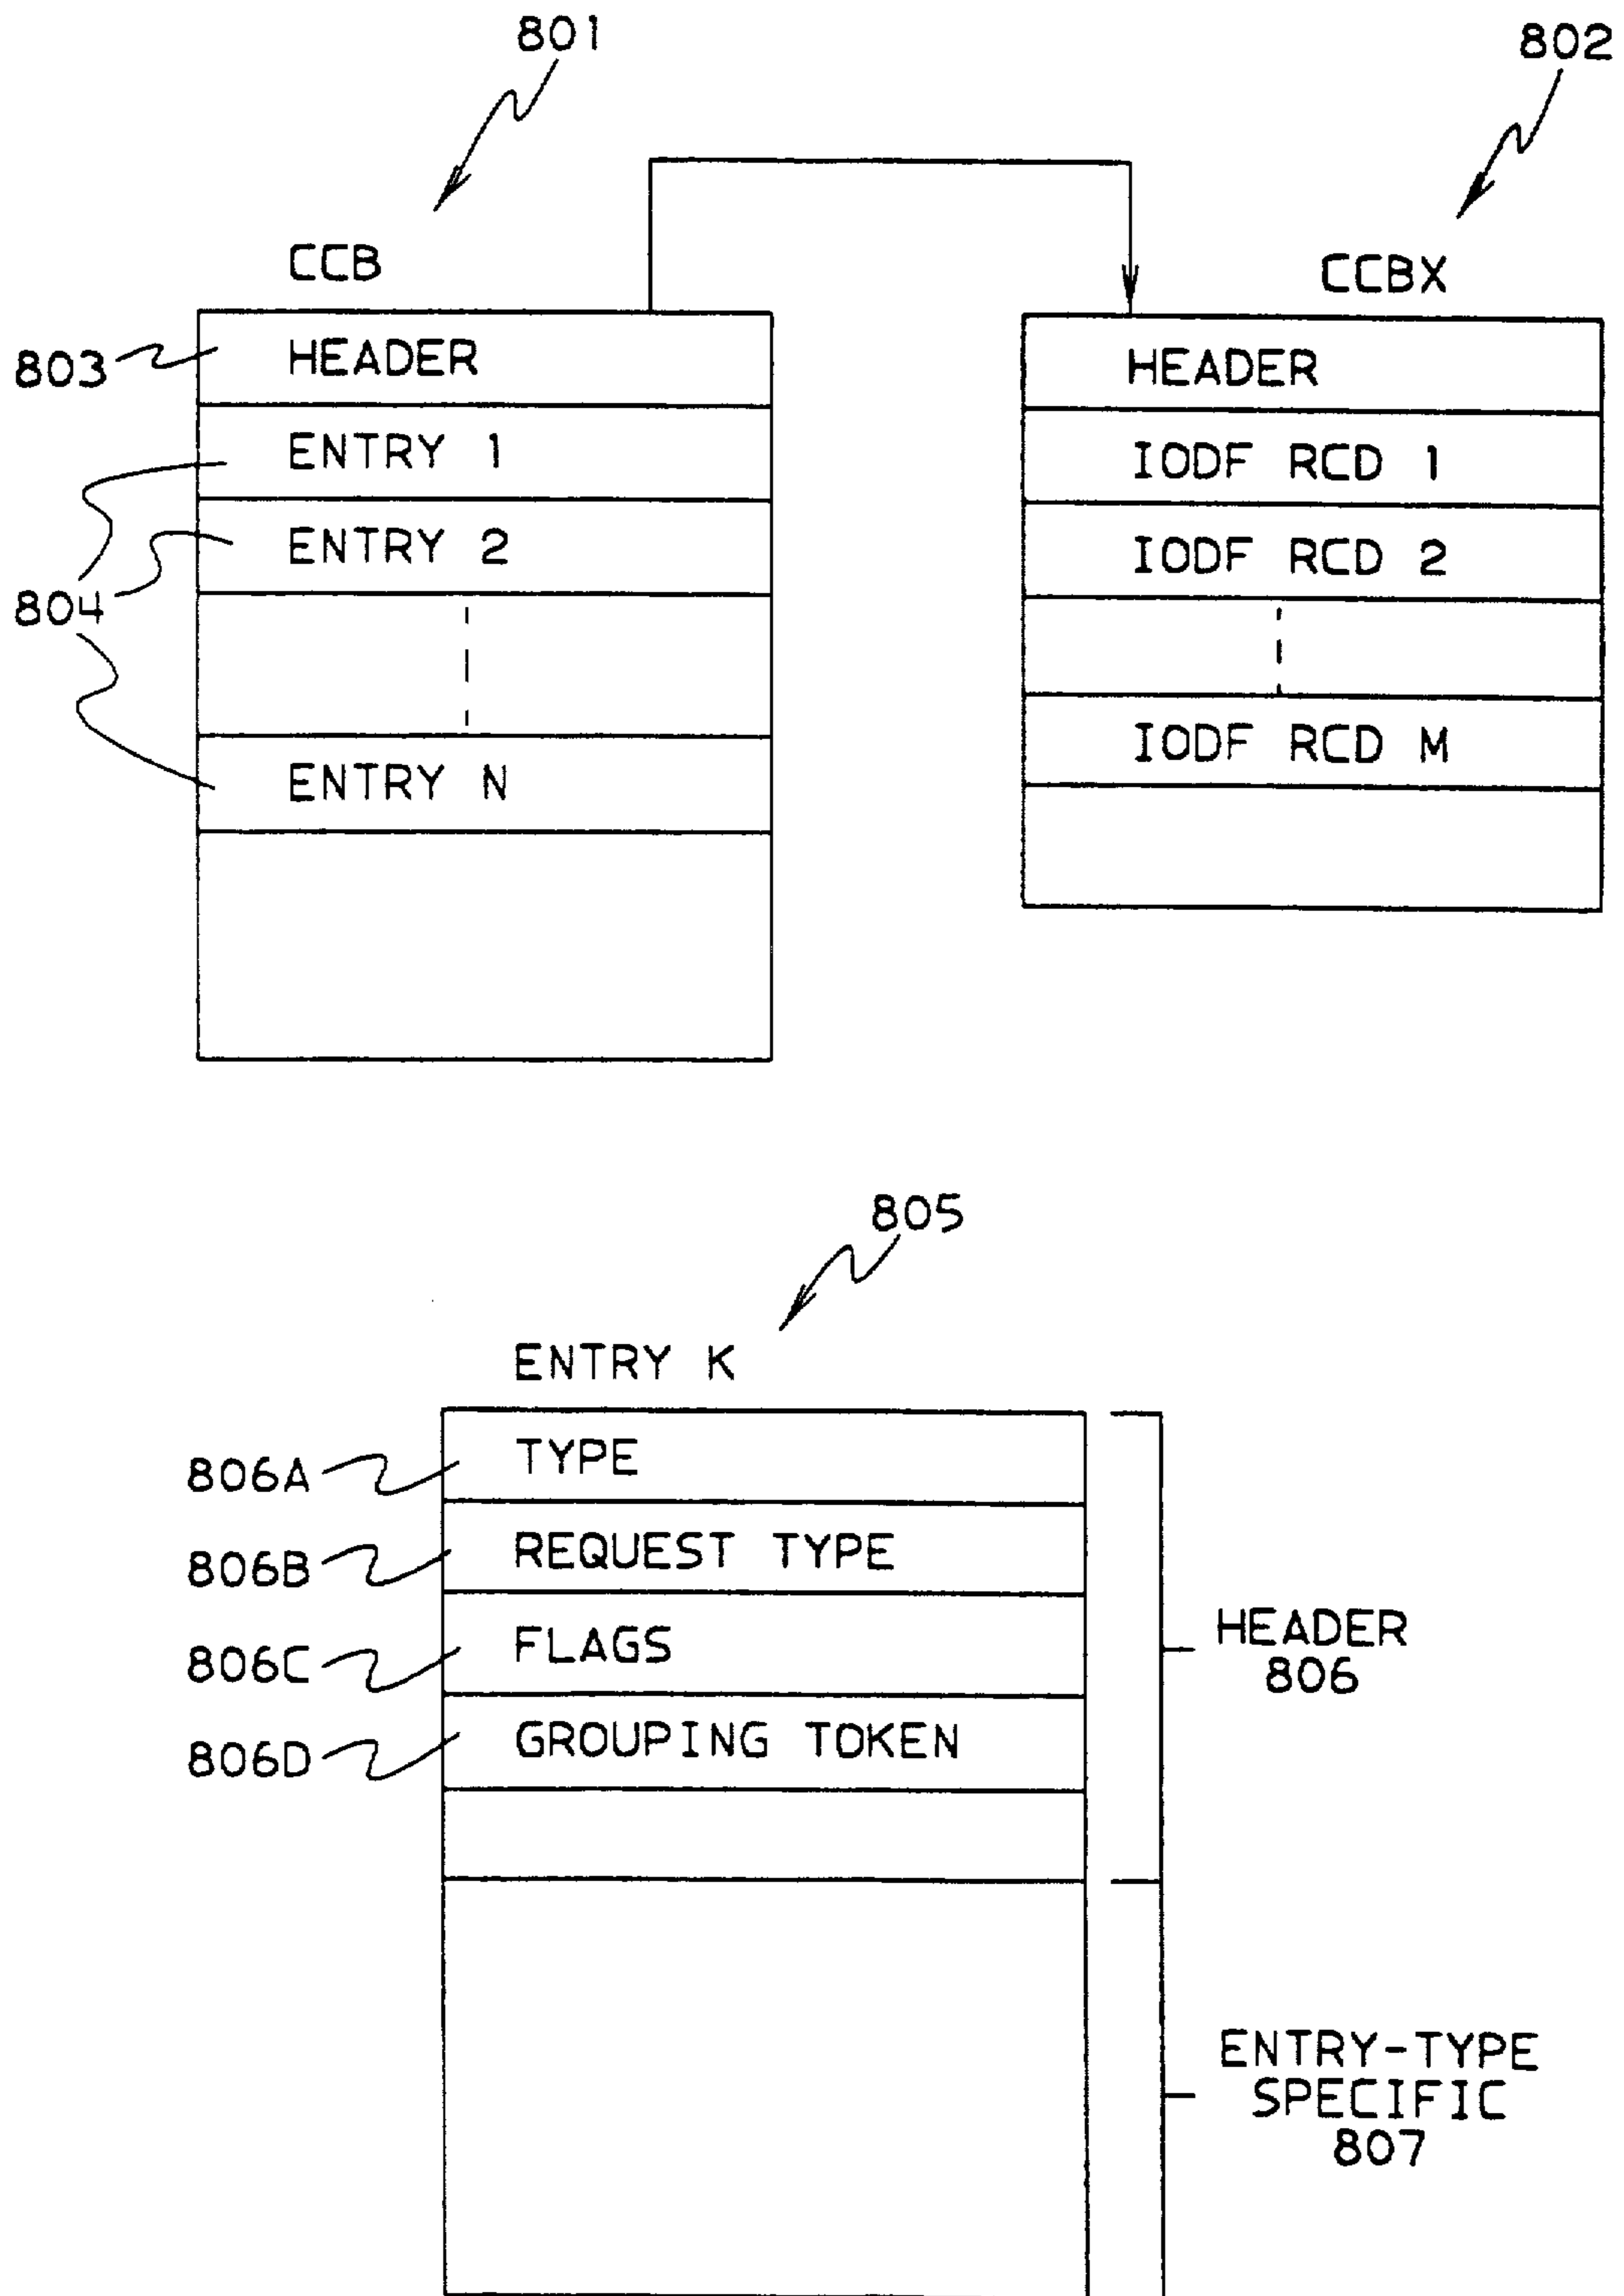 801
802
CCB
CCBX
803
HEADER
HEADER
ENTRY 1
IODF RCD 1
ENTRY 2
IODF RCD 2
804
ENTRY N
IODF RCD M
805
ENTRY K
806A
TYPE
806B
REQUEST TYPE
806C
FLAGS
HEADER
806
806D
GROUPING TOKEN
ENTRY-TYPE
SPECIFIC
807